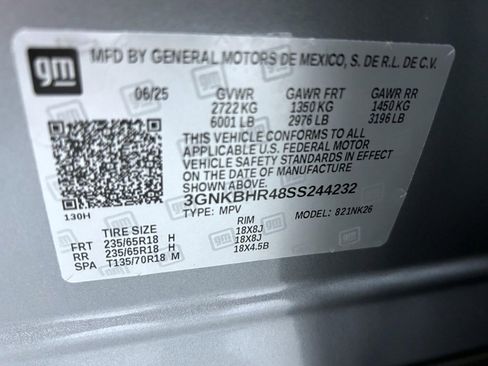 gm
MFD BY GENERAL MOTORS DE MEXICO, S. DE R.L. DE C.V.
06/25 GVWR GAWR FRT GAWR RR
2722 KG 1350 KG 1450 KG
6001 LB 2976 LB 3196 LB
THIS VEHICLE CONFORMS TO ALL
APPLICABLE U.S. FEDERAL MOTOR
VEHICLE SAFETY STANDARDS IN EFFECT
ON THE DATE OF MANUFACTURE
SHOWN ABOVE.
3GNKBHR48SS244232
130H TYPE: MPV MODEL: 821NK26
TIRE SIZE RIM
FRT 235/65R18 H 18X8J
RR 235/65R18 H 18X8J
SPA T135/70R18 M 18X4.5B